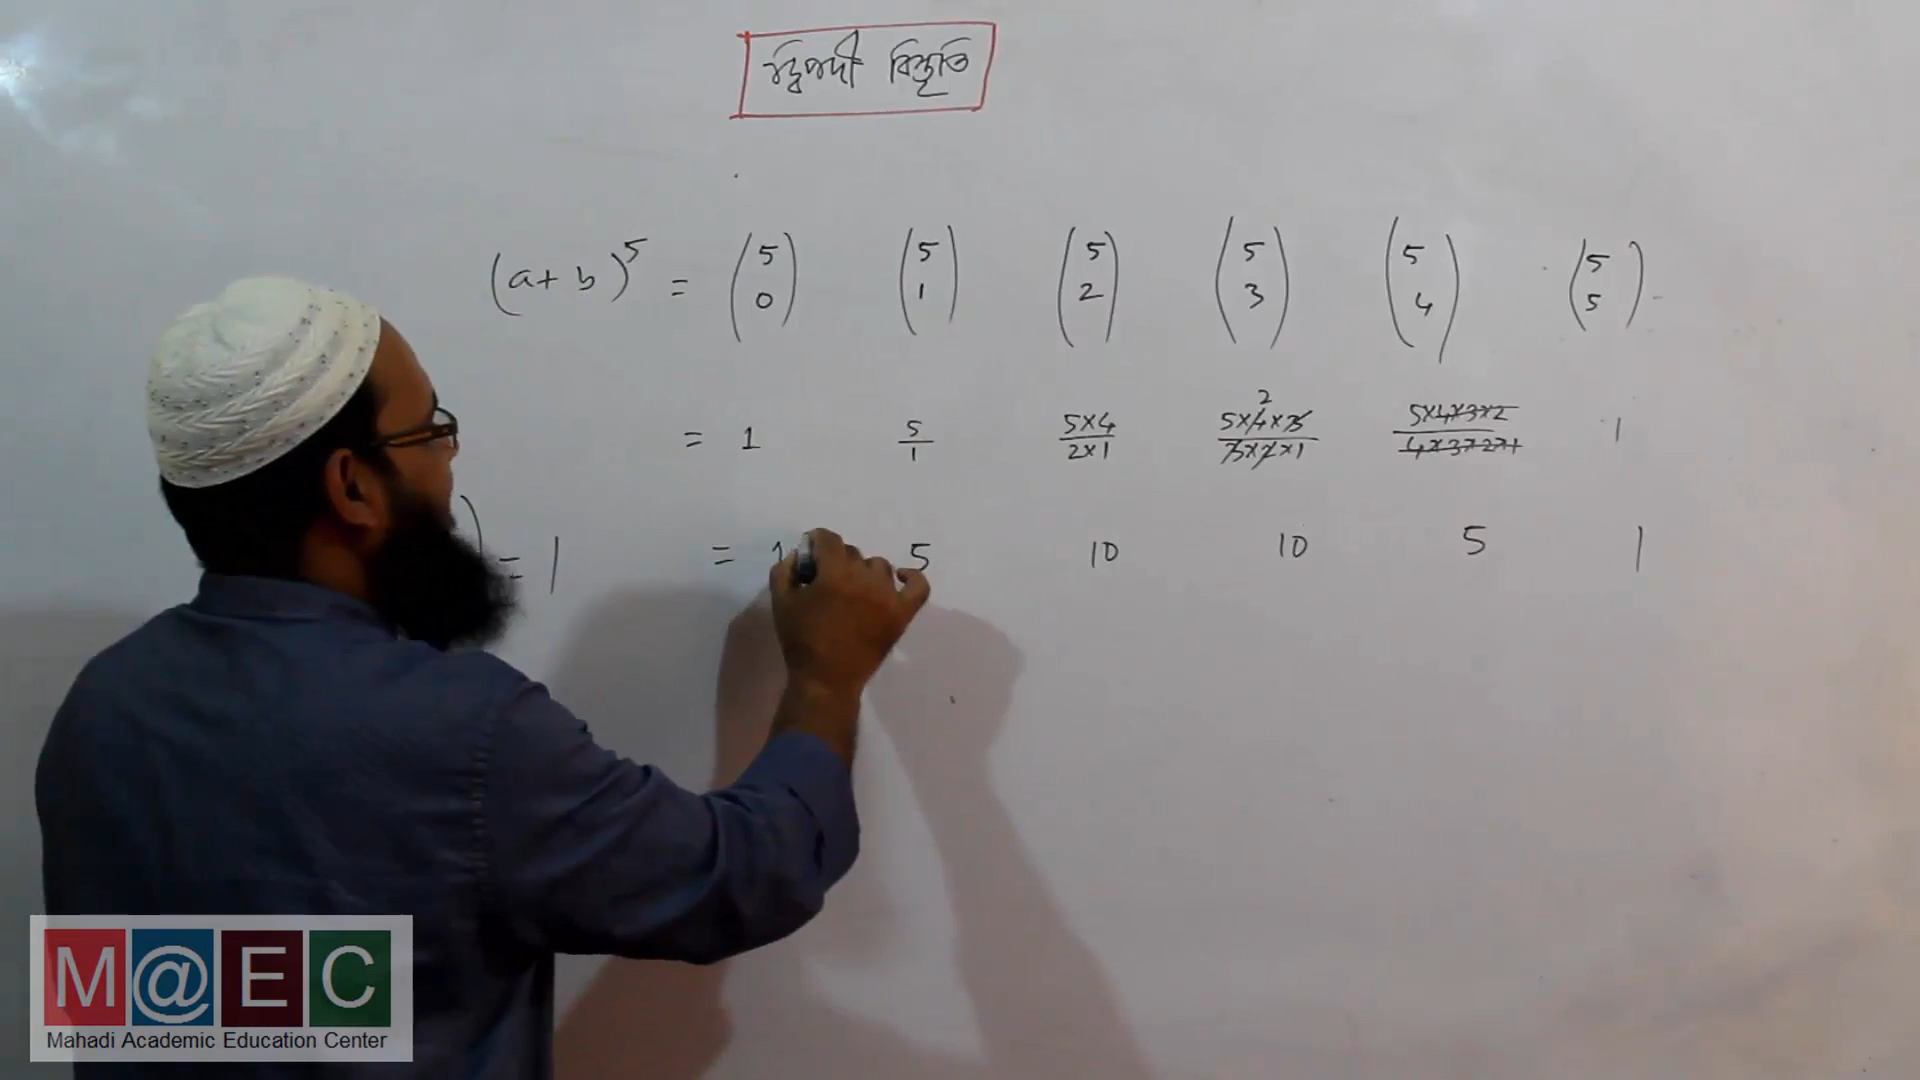 দ্বিপদী বিস্তৃতি
(a+b)^5 = (5 0) (5 1) (5 2) (5 3) (5 4) (5 5)
= 1 5/1 5×4/2×1 5×4×3/3×2×1 2 5×4×3×2/4×3×2×1 1
) = 1 = 1 5 10 10 5 1
M@EC
Mahadi Academic Education Center